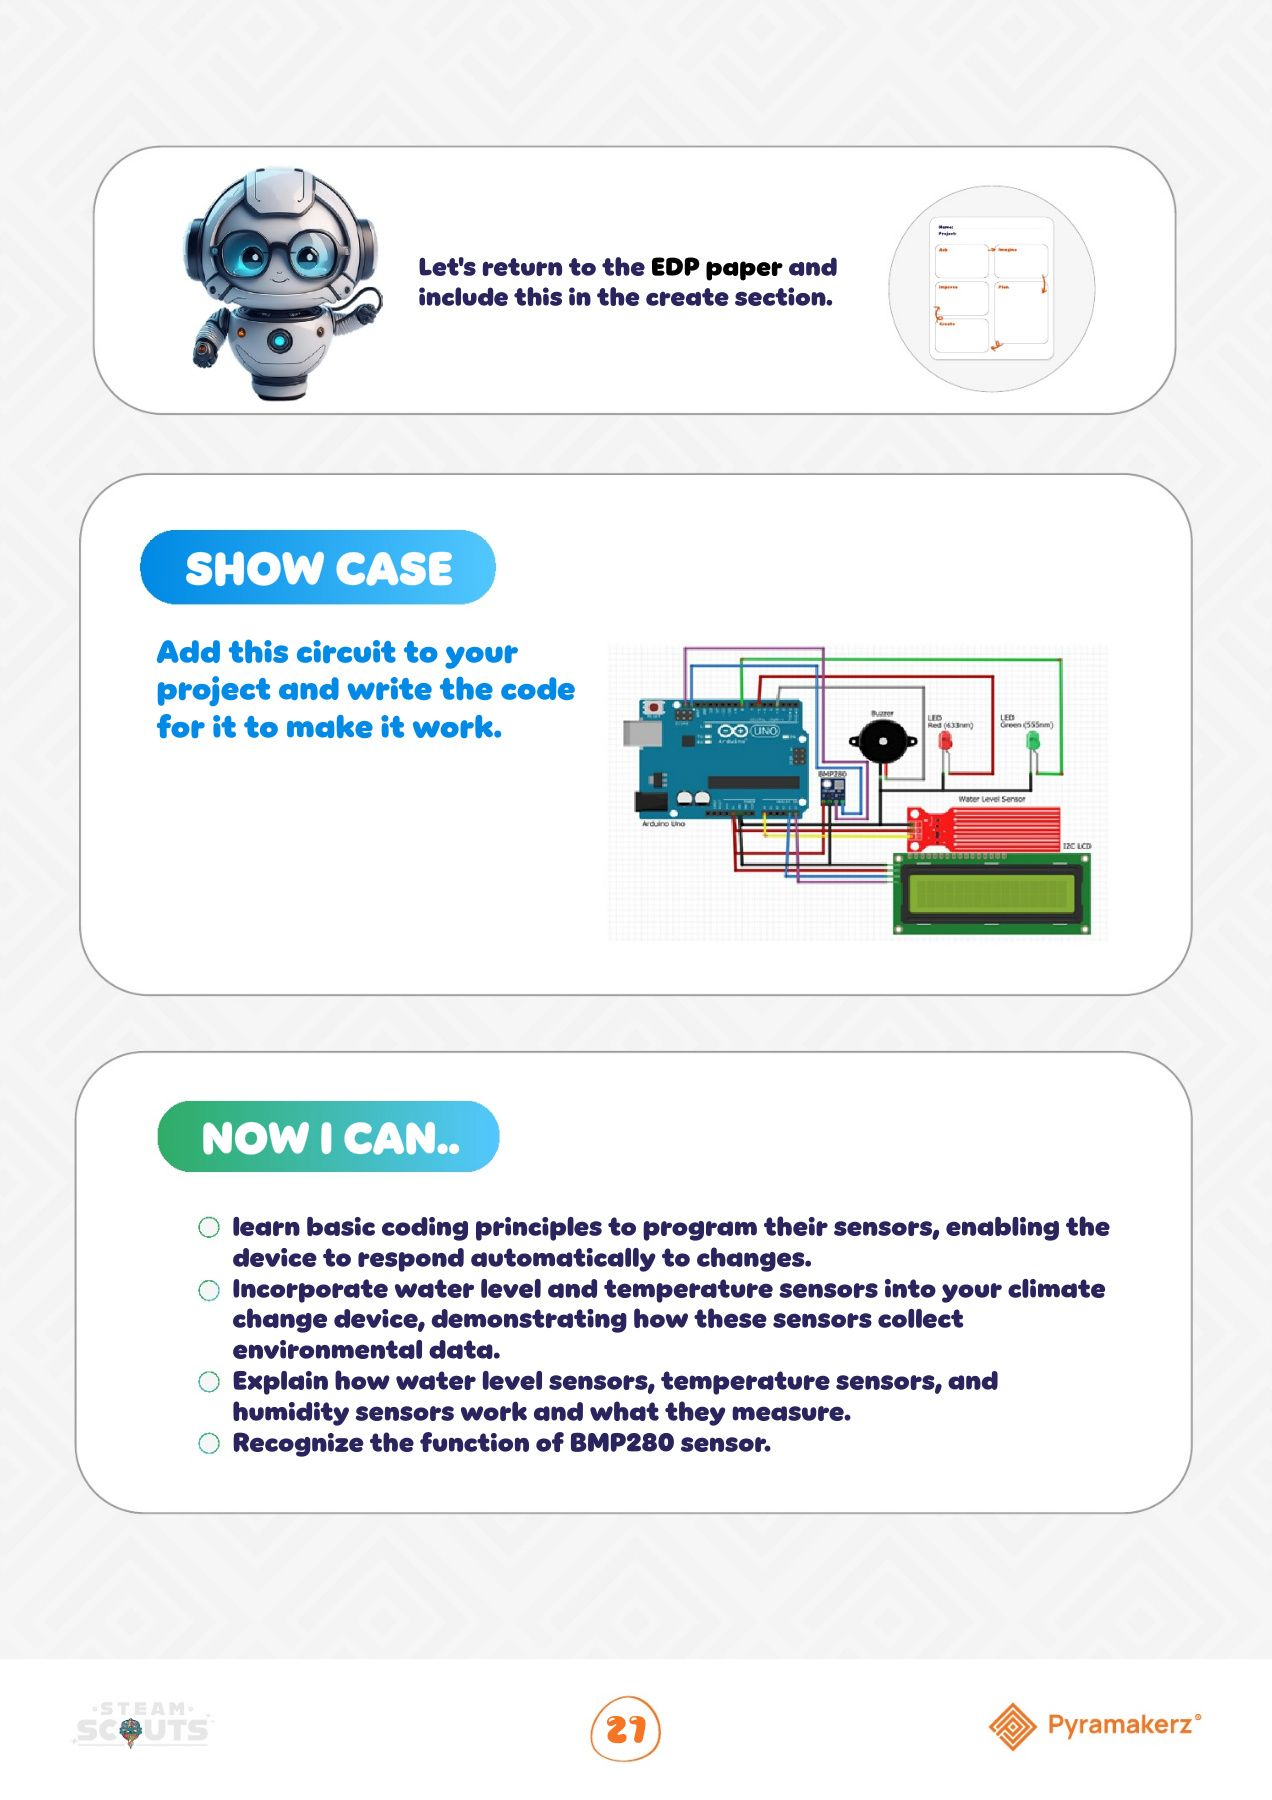 Name:
Project:
Ask
Imagine
Improve
Plan
Create
Let's return to the EDP paper and
include this in the create section.
SHOW CASE
Add this circuit to your
project and write the code
for it to make it work.
Buzzer
LED
Red (633nm)
LED
Green (555nm)
UNO
Arduino
BMP280
Water Level Sensor
Arduino Uno
I2C LCD
NOW I CAN..
learn basic coding principles to program their sensors, enabling the
device to respond automatically to changes.
Incorporate water level and temperature sensors into your climate
change device, demonstrating how these sensors collect
environmental data.
Explain how water level sensors, temperature sensors, and
humidity sensors work and what they measure.
Recognize the function of BMP280 sensor.
STEAM
SCOUTS
27
Pyramakerz®